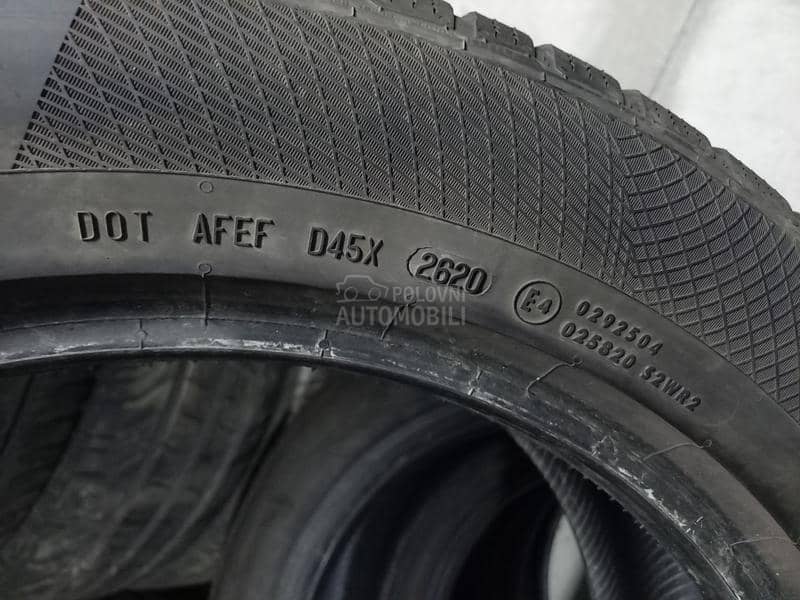 DOT AFEF D45X 2620 E4 0292504
025820 S2WR2
POLOVNI
AUTOMOBILI